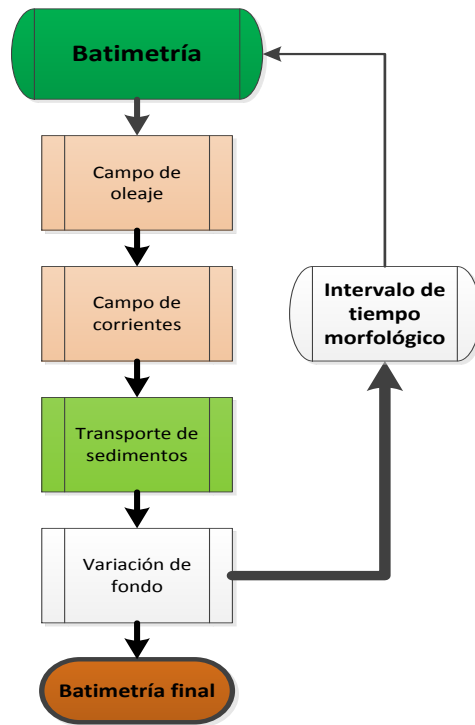 Batimetría
Campo de
oleaje
Campo de
corrientes
Intervalo de
tiempo
morfológico
Transporte de
sedimentos
Variación de
fondo
Batimetría final